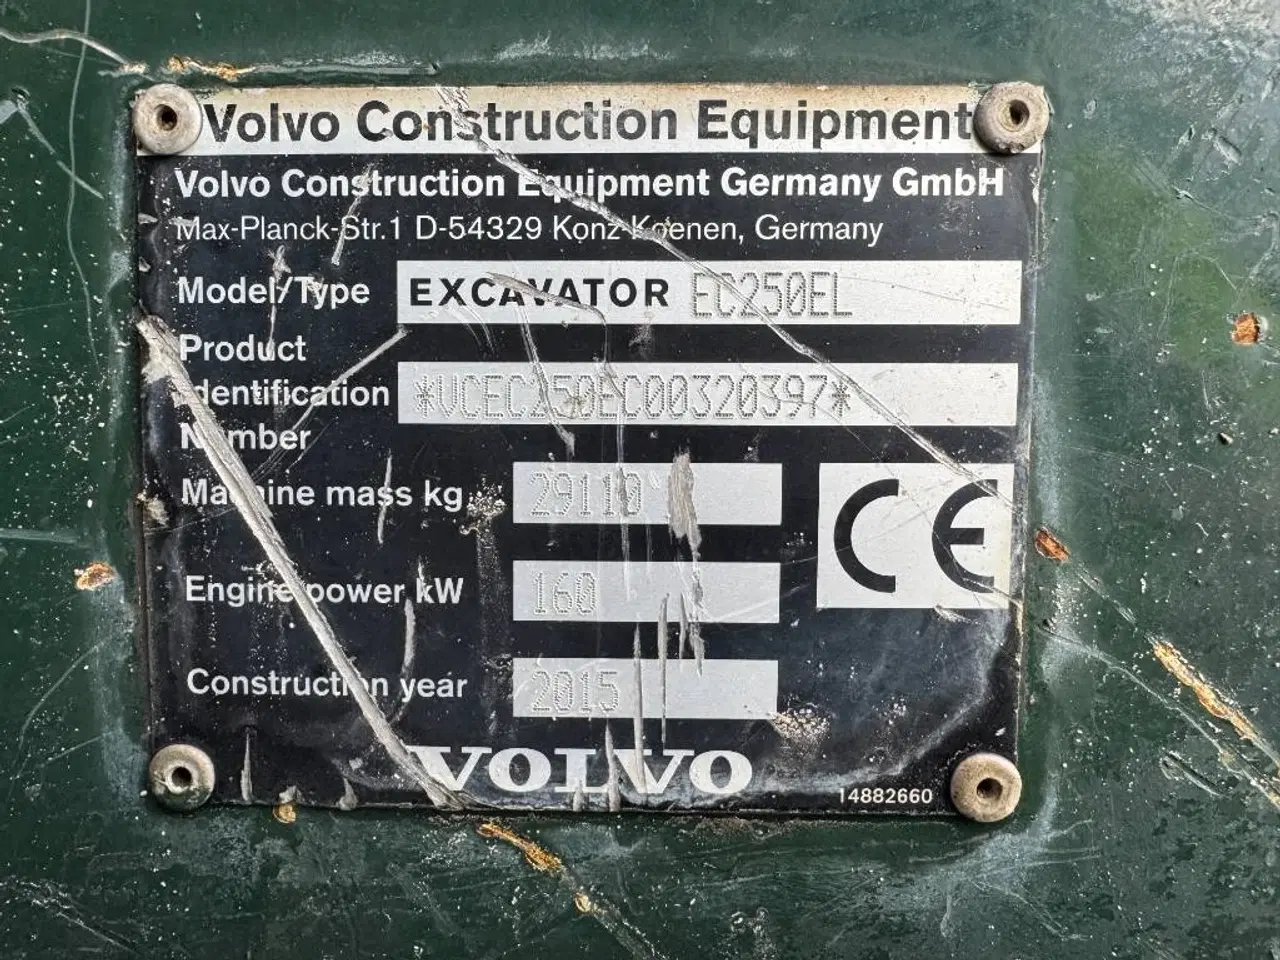 Volvo Construction Equipment
Volvo Construction Equipment Germany GmbH
Max-Planck-Str.1 D-54329 Konz-Koenen, Germany
Model/Type EXCAVATOR EC250EL
Product
Identification *VCEC250EC00320397*
Number
Machine mass kg 29110
CE
Engine power kW 160
Construction year 2015
VOLVO
14882660